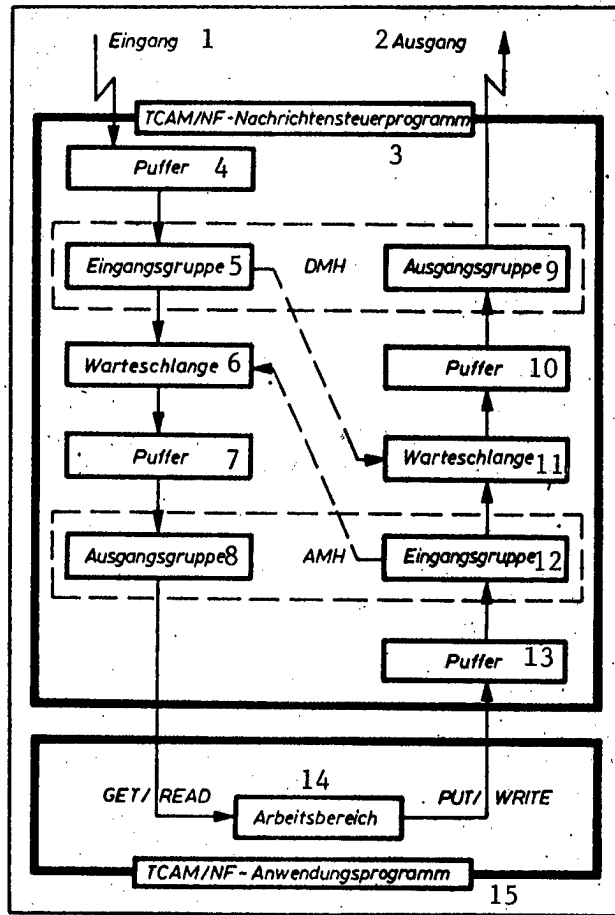 Eingang 1
2 Ausgang
TCAM/NF-Nachrichtensteuerprogramm
3
Puffer 4
Eingangsgruppe 5
DMH
Ausgangsgruppe 9
Warteschlange 6
Puffer 10
Puffer 7
Warteschlange 11
Ausgangsgruppe 8
AMH
Eingangsgruppe 12
Puffer 13
14
GET/ READ
Arbeitsbereich
PUT/ WRITE
TCAM/NF-Anwendungsprogramm
15